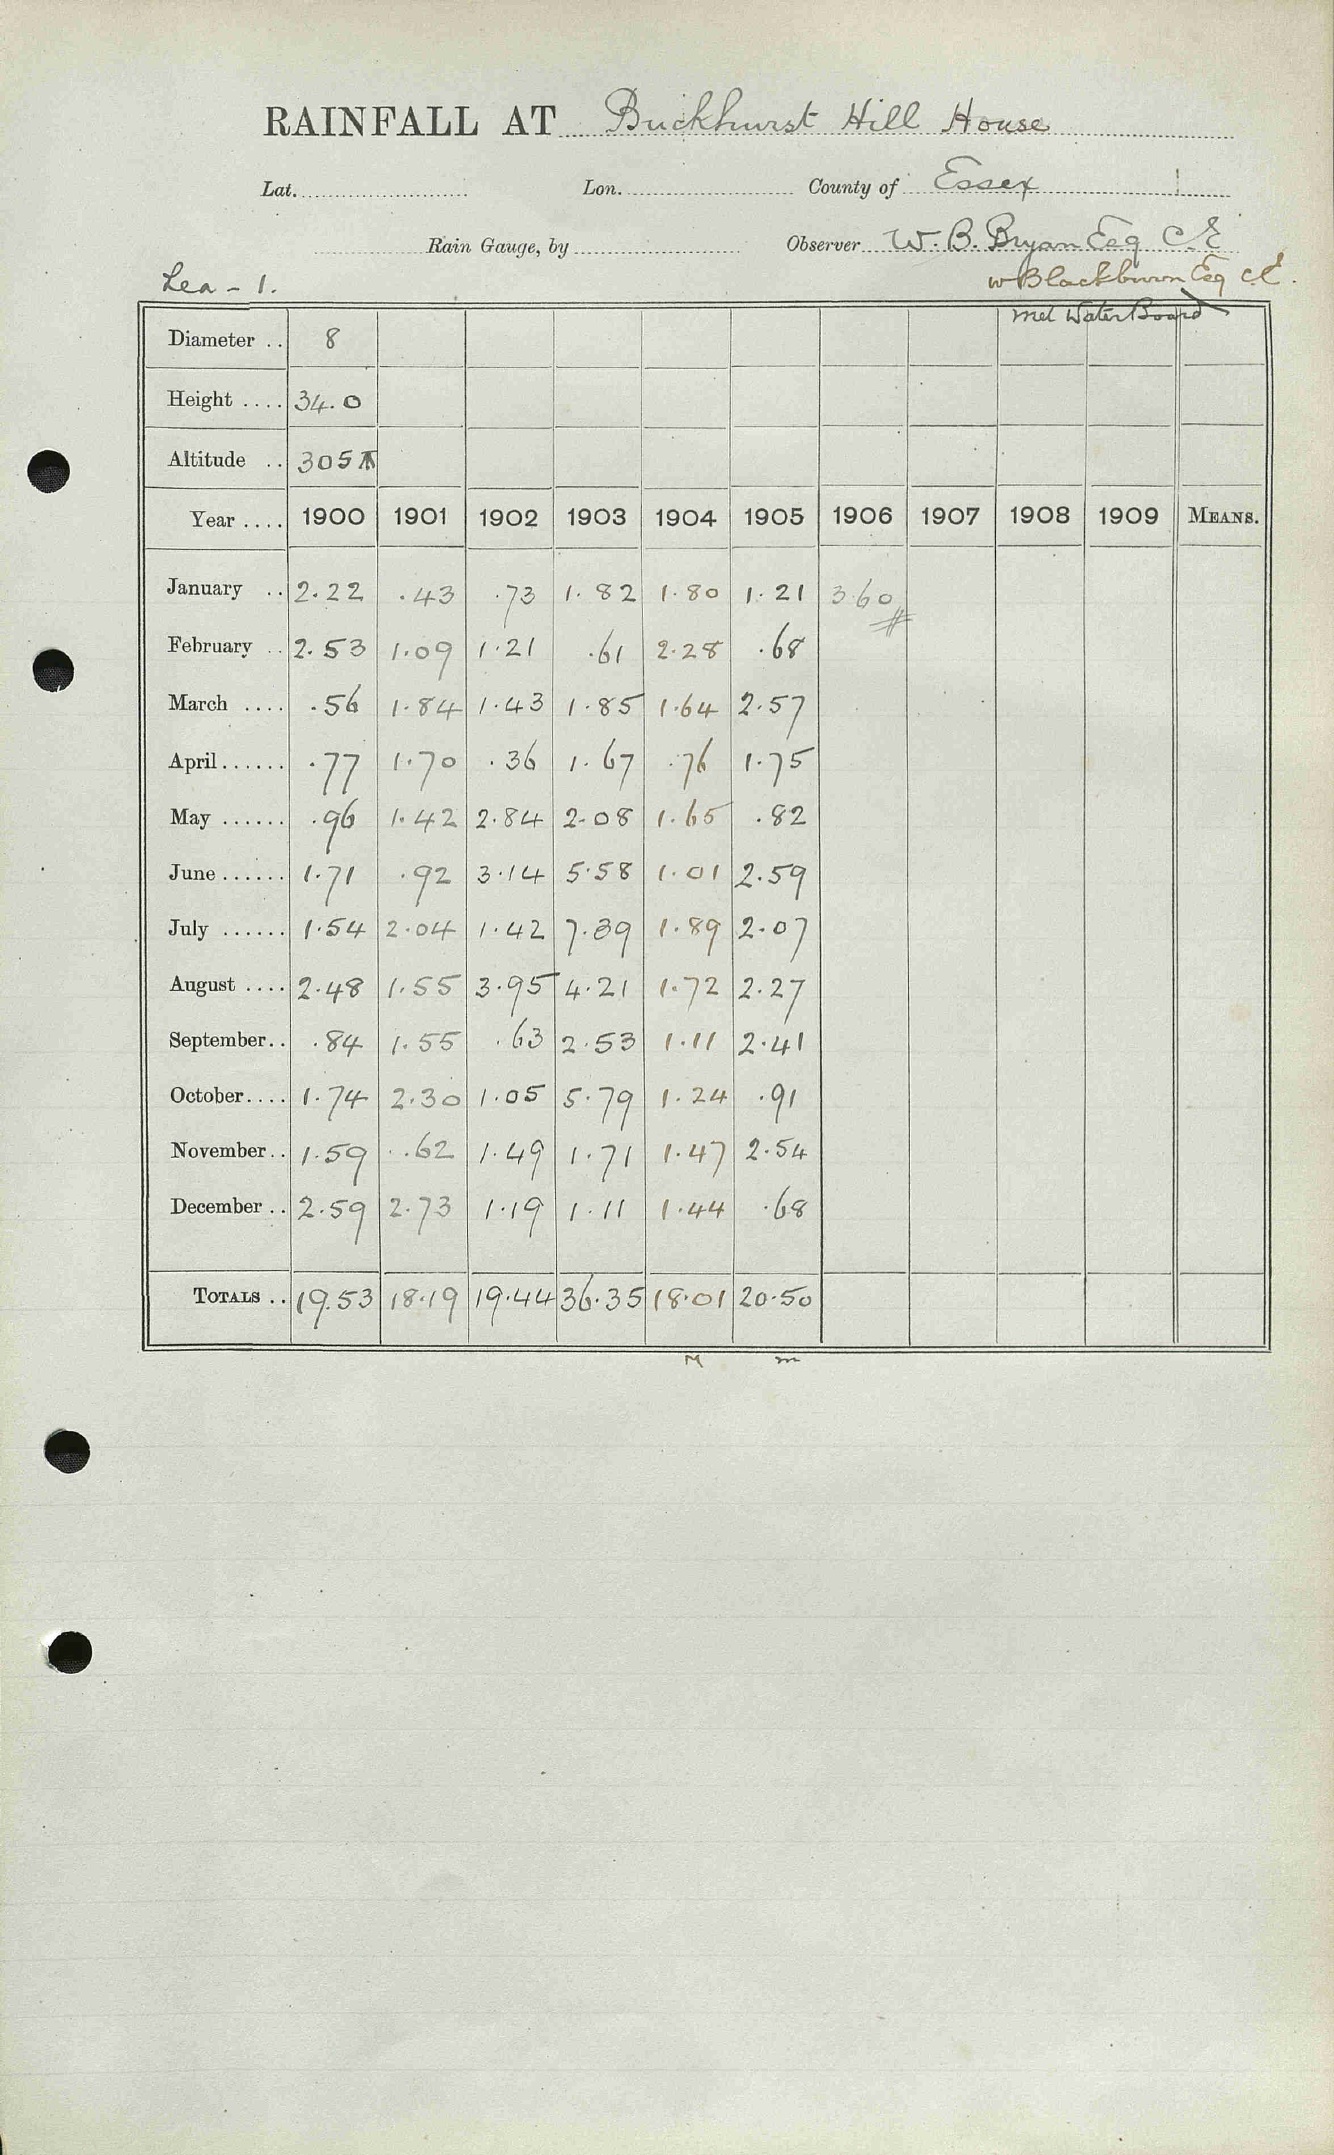 RAINFALL AT Buckhurst Hill House
Lat. Lon. County of Essex
Rain Gauge, by Observer W. B. Bryan Esq C E
Lea - 1. W Blackburn Esq C.E.
Met Water Board
Diameter .. 8
Height .... 34.0
Altitude .. 305
Year .... 1900 1901 1902 1903 1904 1905 1906 1907 1908 1909 MEANS.
January .. 2.22 .43 .73 1.82 1.80 1.21 3.60
February .. 2.53 1.09 1.21 .61 2.28 .68
March .... .56 1.84 1.43 1.85 1.64 2.57
April ...... .77 1.70 .36 1.67 .76 1.75
May ...... .96 1.42 2.84 2.08 1.65 .82
June ...... 1.71 .92 3.14 5.58 1.01 2.59
July ...... 1.54 2.04 1.42 7.39 1.89 2.07
August .... 2.48 1.55 3.95 4.21 1.72 2.27
September.. .84 1.55 .63 2.53 1.11 2.41
October.... 1.74 2.30 1.05 5.79 1.24 .91
November.. 1.59 .62 1.49 1.71 1.47 2.54
December .. 2.59 2.73 1.19 1.11 1.44 .68
TOTALS .. 19.53 18.19 19.44 36.35 18.01 20.50
M m